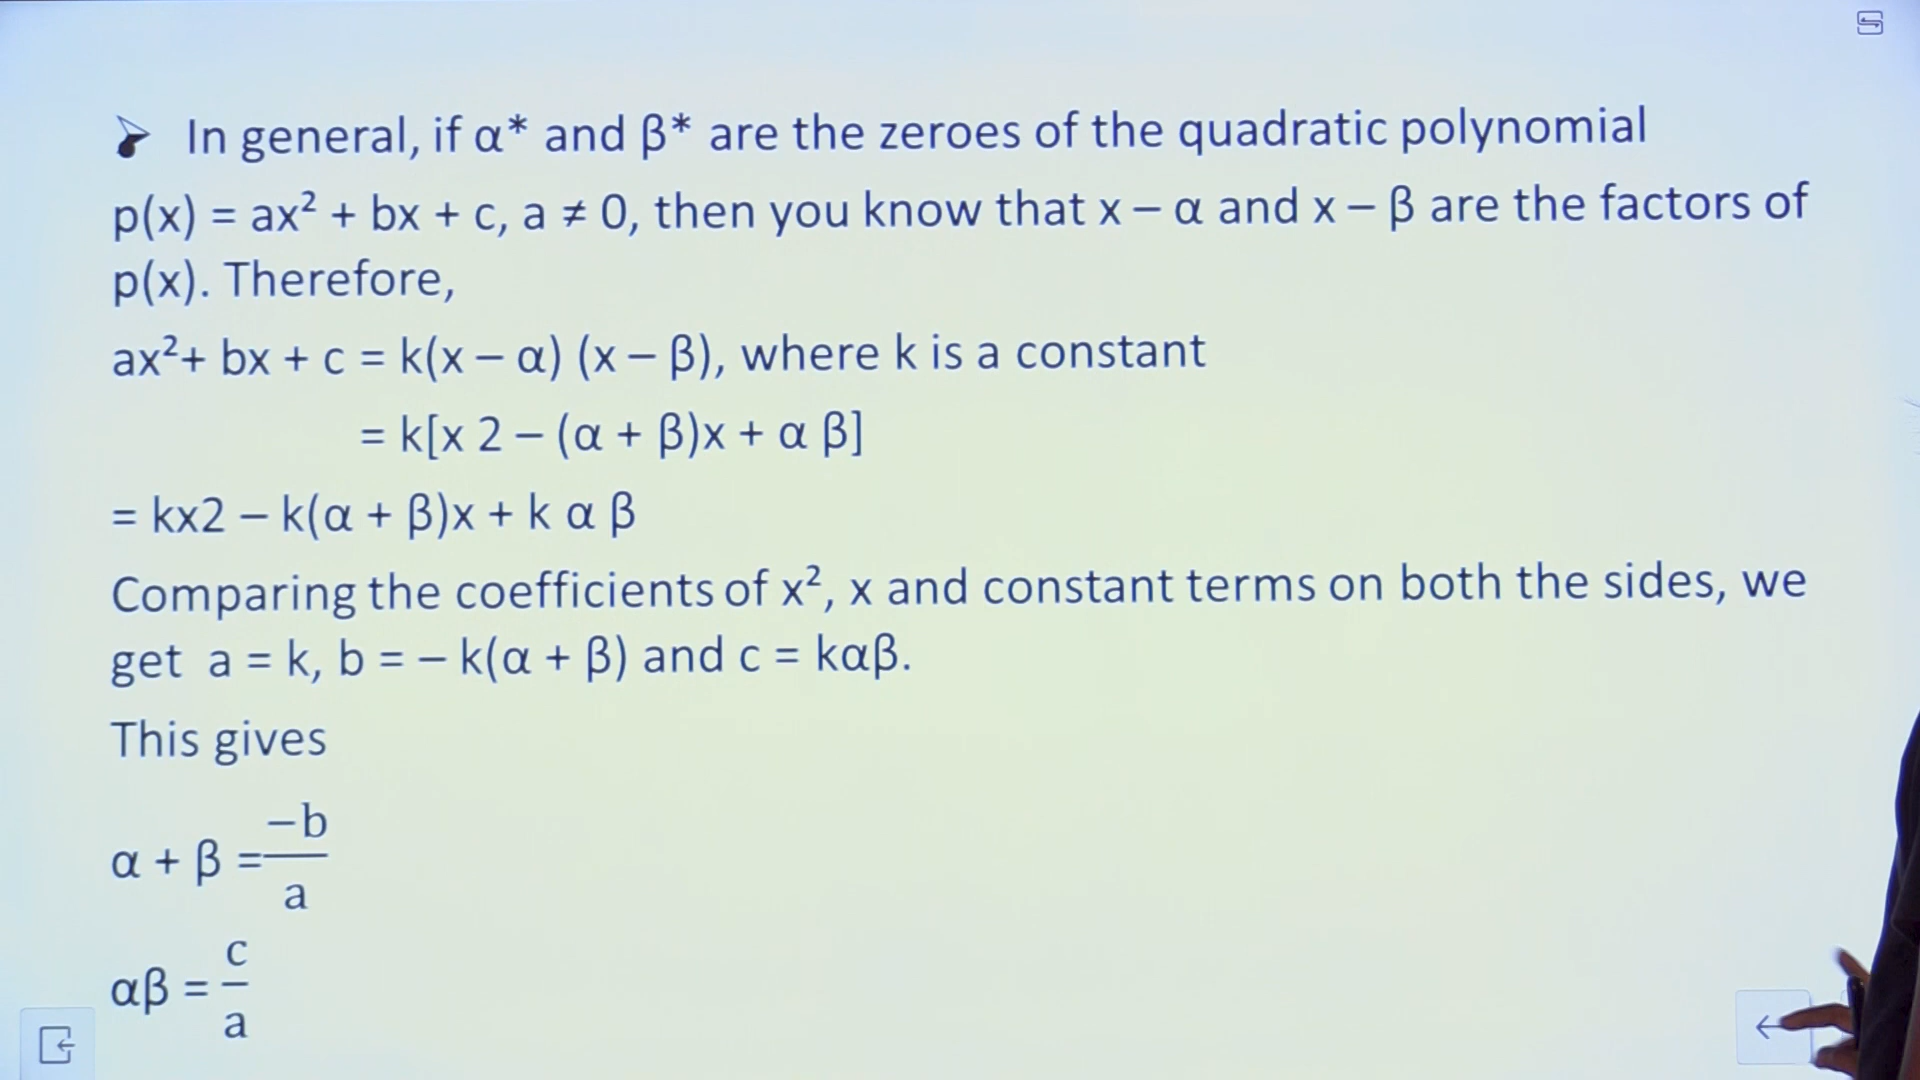 ➢ In general, if α* and β* are the zeroes of the quadratic polynomial
p(x) = ax² + bx + c, a ≠ 0, then you know that x – α and x – β are the factors of
p(x). Therefore,
ax²+ bx + c = k(x – α) (x – β), where k is a constant
= k[x 2 – (α + β)x + α β]
= kx2 – k(α + β)x + k α β
Comparing the coefficients of x², x and constant terms on both the sides, we
get a = k, b = – k(α + β) and c = kαβ.
This gives
α + β = −b/a
αβ = c/a